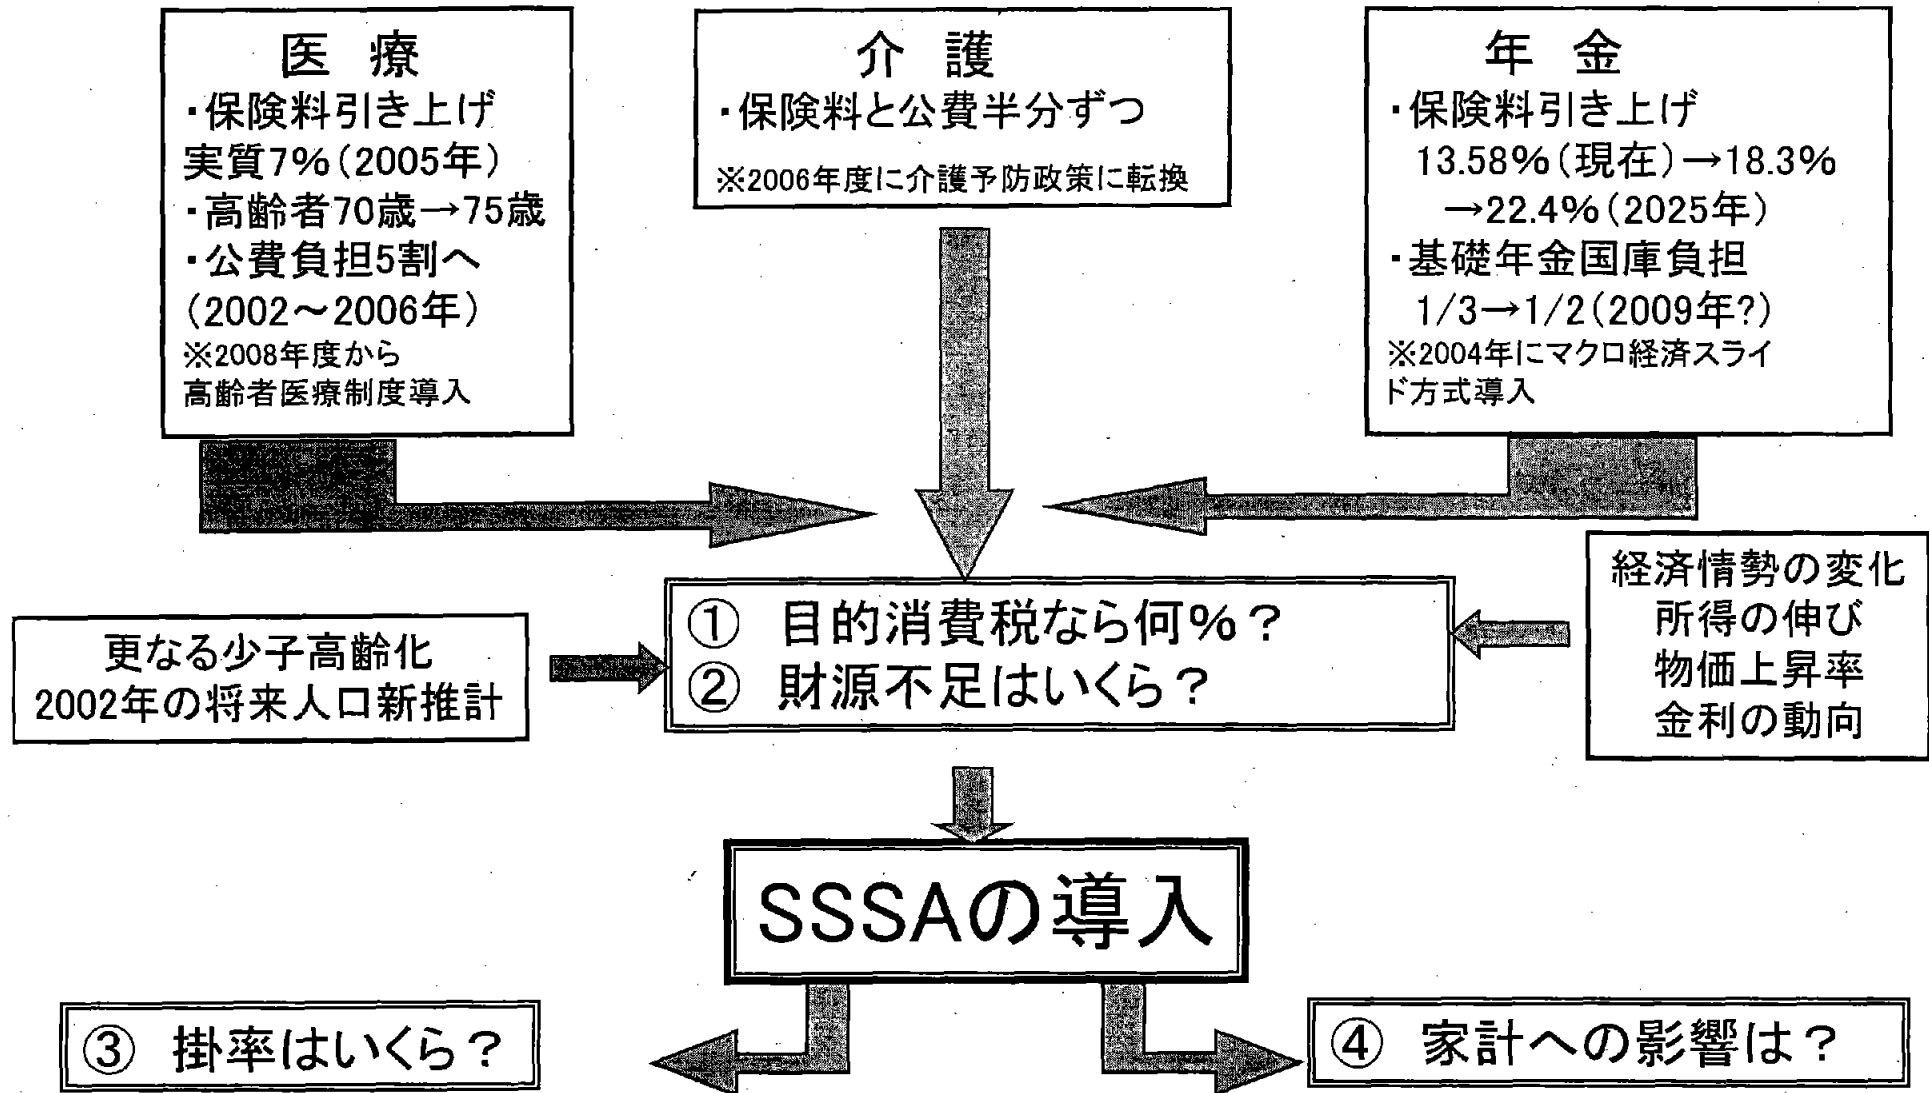 医 療
・保険料引き上げ
実質7%(2005年)
・高齢者70歳→75歳
・公費負担5割へ
(2002～2006年)
※2008年度から
高齢者医療制度導入
介 護
・保険料と公費半分ずつ
※2006年度に介護予防政策に転換
年 金
・保険料引き上げ
13.58%(現在)→18.3%
→22.4%(2025年)
・基礎年金国庫負担
1/3→1/2(2009年?)
※2004年にマクロ経済スライ
ド方式導入
更なる少子高齢化
2002年の将来人口新推計
① 目的消費税なら何%?
② 財源不足はいくら?
経済情勢の変化
所得の伸び
物価上昇率
金利の動向
SSSAの導入
③ 掛率はいくら?
④ 家計への影響は?